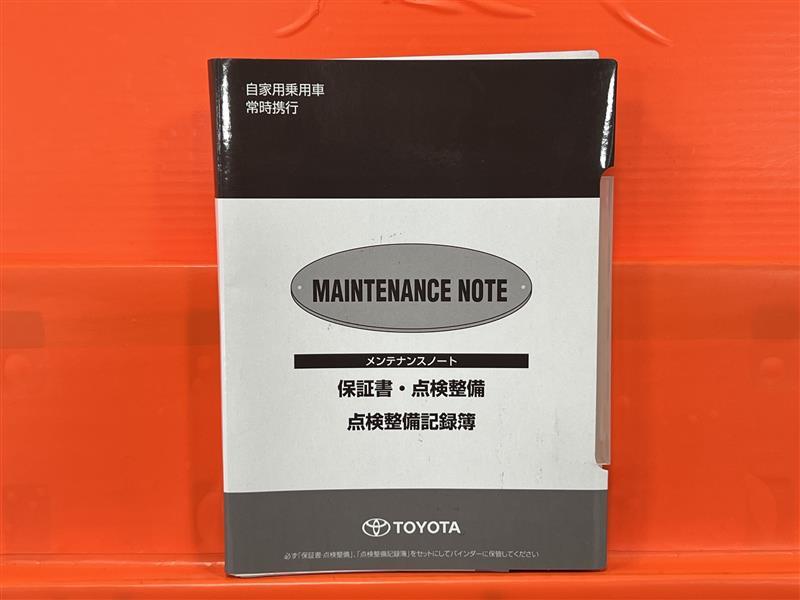 自家用乗用車
常時携行
MAINTENANCE NOTE
メンテナンスノート
保証書・点検整備
点検整備記録簿
TOYOTA
必ず「保証書・点検整備」、「点検整備記録簿」をセットにしてバインダーに保管してください